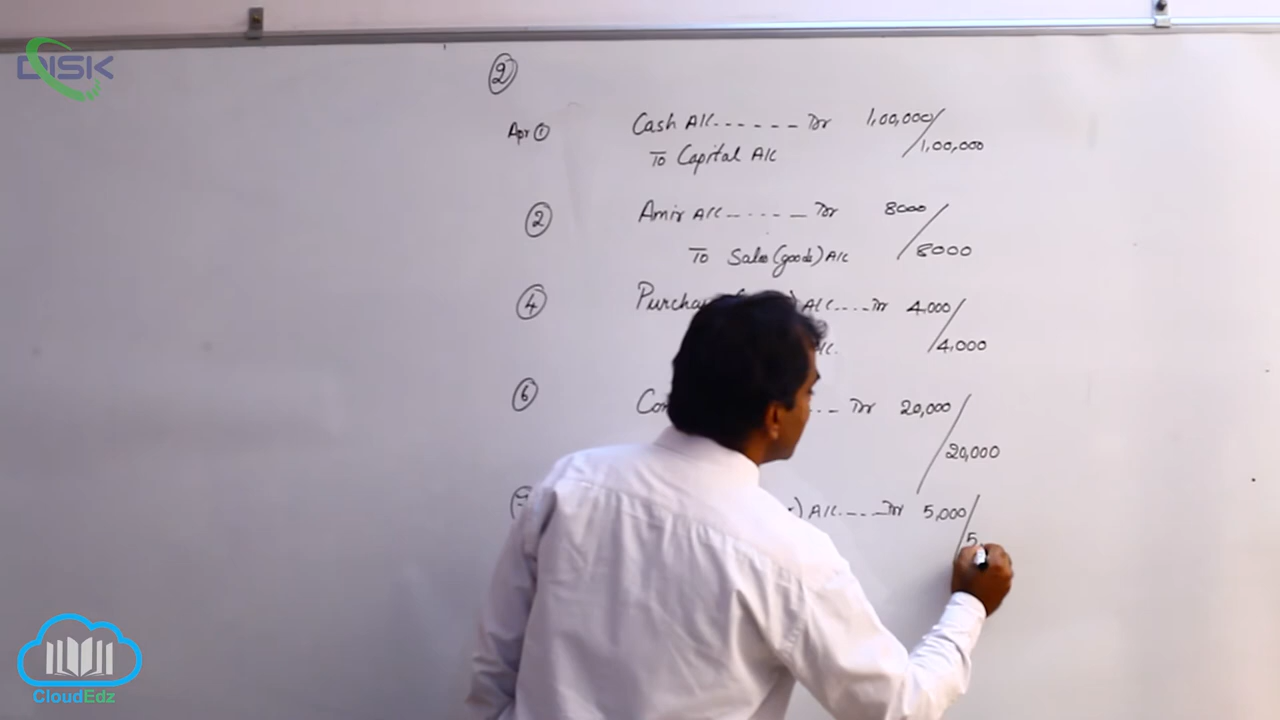 DISK
②
Apr ① Cash A/c ------ Dr 1,00,000
To Capital A/c 1,00,000
② Amir A/c ------ Dr 8000
To Sales (goods) A/c 8000
④ A/c .... Dr 4,000
A/c. 4,000
⑥ Dr 20,000
20,000
A/c ---- Dr 5,000
5
CloudEdz